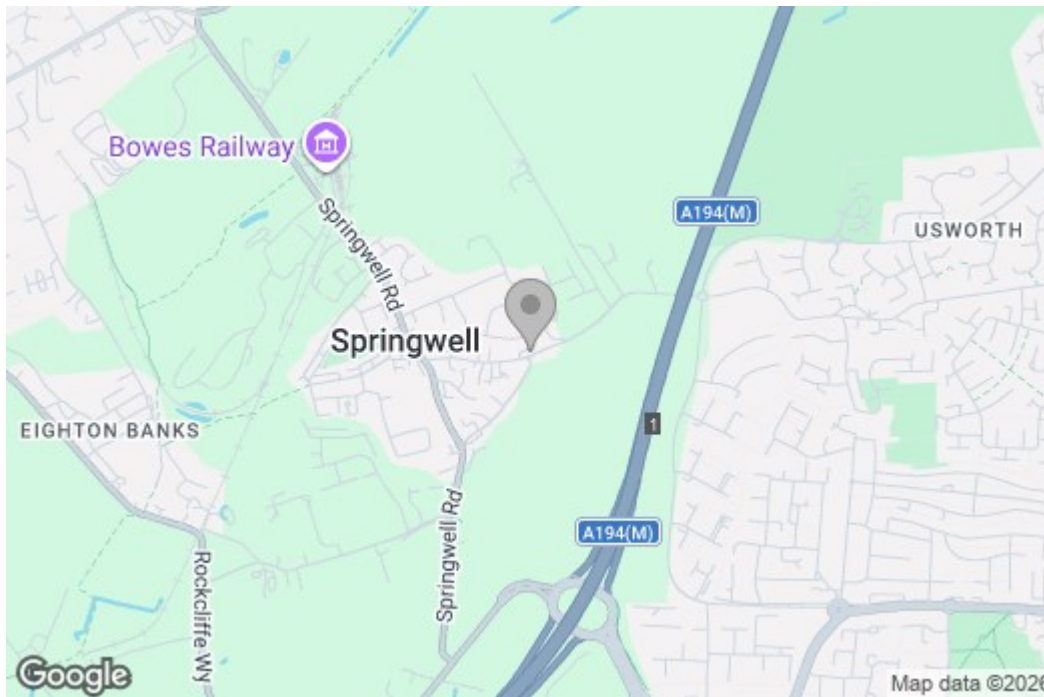 Bowes Railway
Springwell Rd
A194(M)
USWORTH
Springwell
EIGHTON BANKS
1
A194(M)
Springwell Rd
Rockcliffe Wy
Google
Map data ©2026